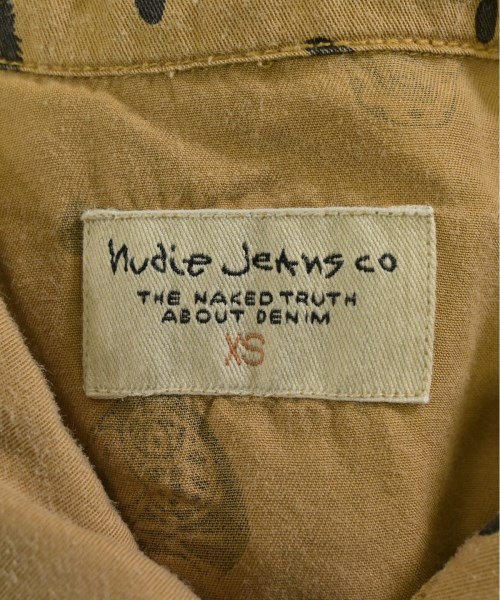 Nudie Jeans co
THE NAKED TRUTH
ABOUT DENIM
XS